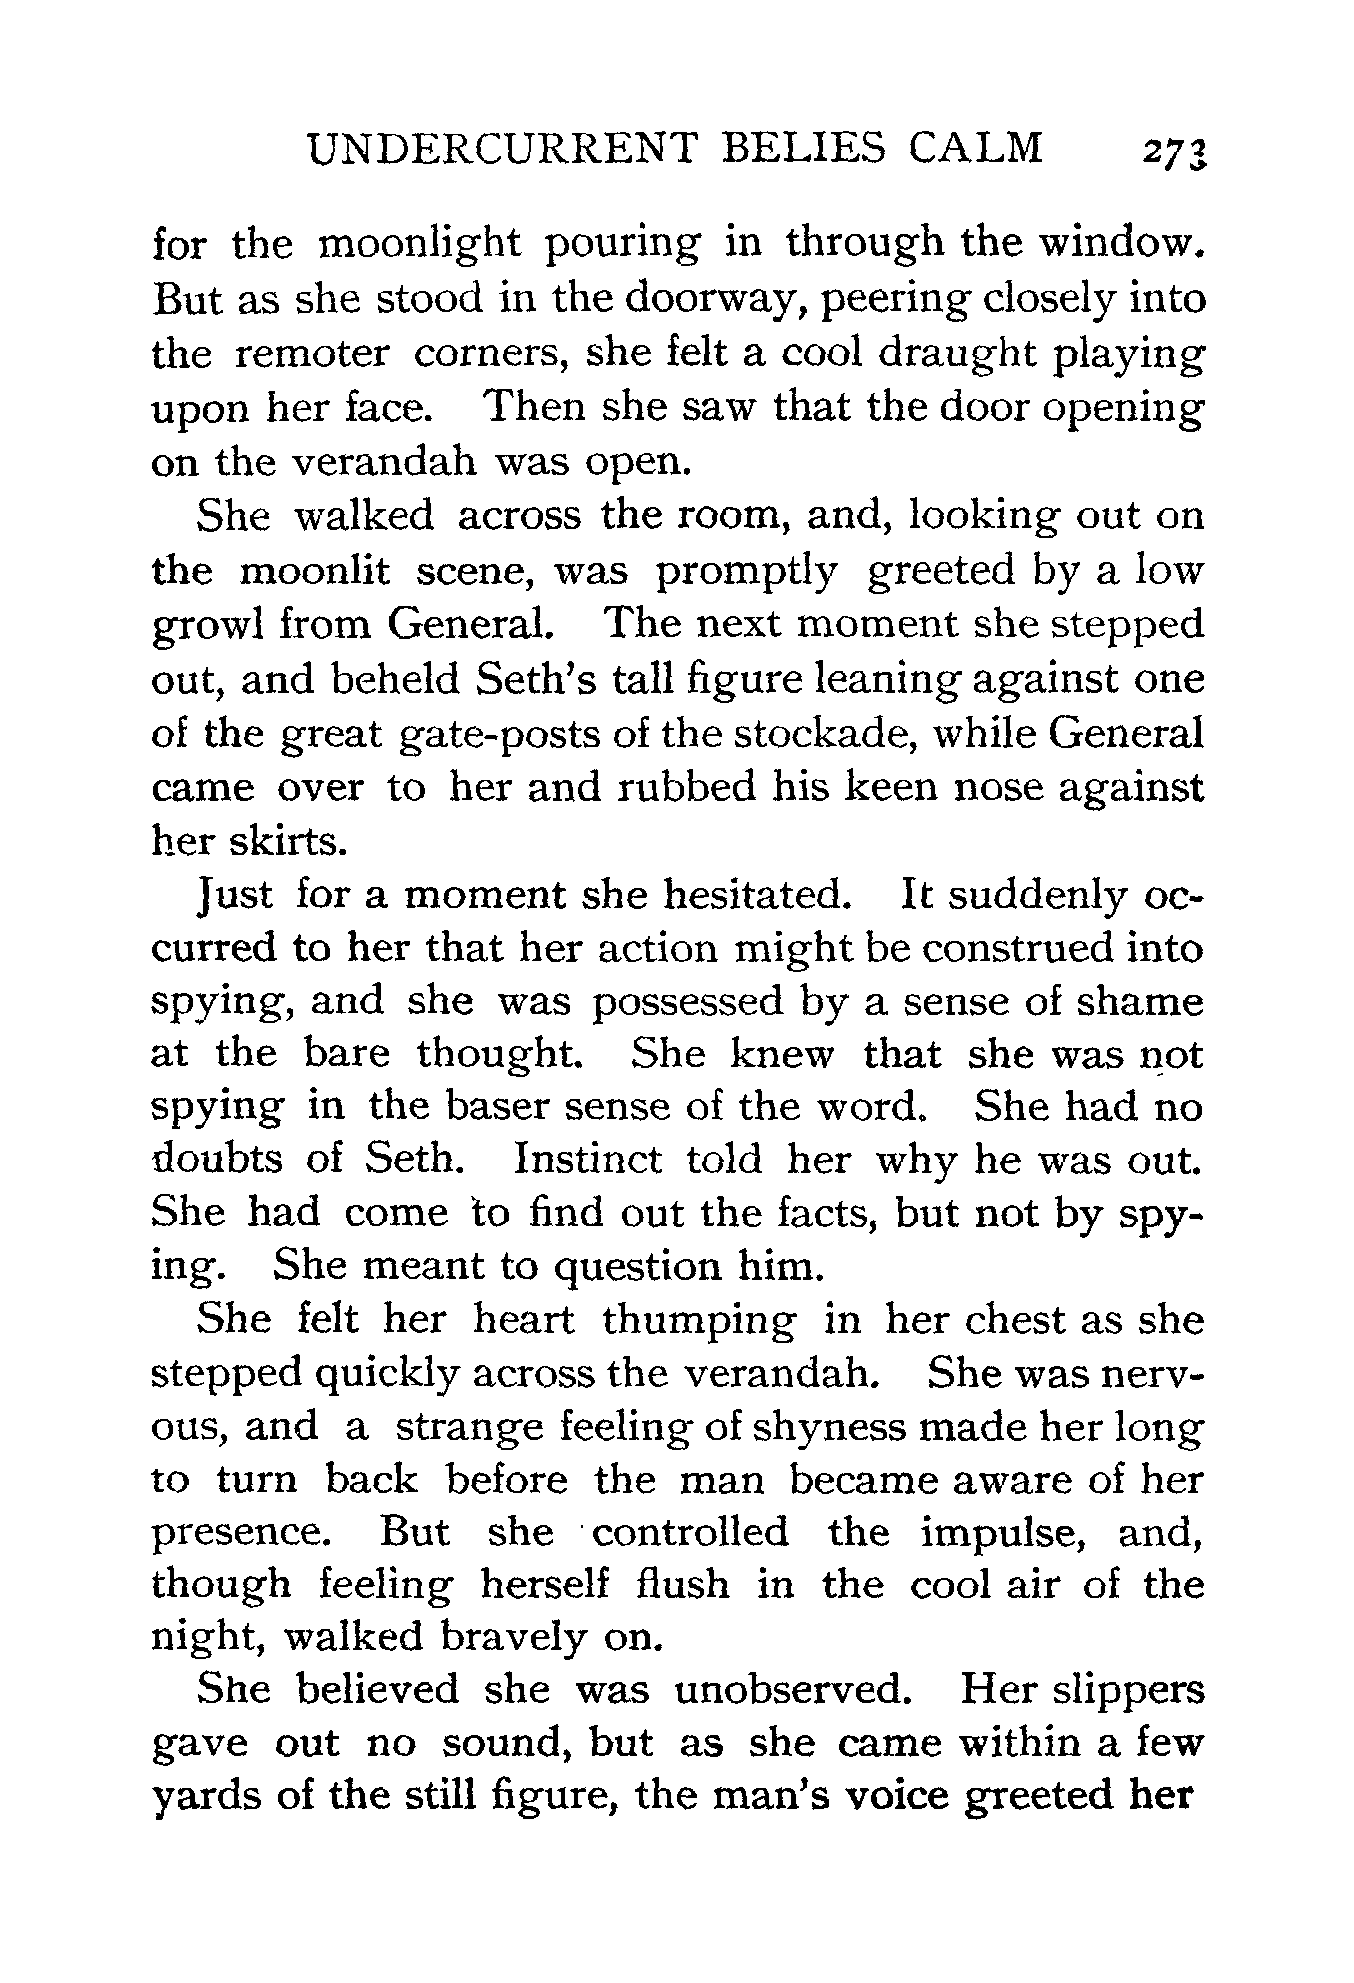 UNDERCURRENT BELIES CALM 273
for the moonlight pouring in through the window.
But as she stood in the doorway, peering closely into
the remoter corners, she felt a cool draught playing
upon her face. Then she saw that the door opening
on the verandah was open.
She walked across the room, and, looking out on
the moonlit scene, was promptly greeted by a low
growl from General. The next moment she stepped
out, and beheld Seth's tall figure leaning against one
of the great gate-posts of the stockade, while General
came over to her and rubbed his keen nose against
her skirts.
Just for a moment she hesitated. It suddenly oc-
curred to her that her action might be construed into
spying, and she was possessed by a sense of shame
at the bare thought. She knew that she was not
spying in the baser sense of the word. She had no
doubts of Seth. Instinct told her why he was out.
She had come to find out the facts, but not by spy-
ing. She meant to question him.
She felt her heart thumping in her chest as she
stepped quickly across the verandah. She was nerv-
ous, and a strange feeling of shyness made her long
to turn back before the man became aware of her
presence. But she controlled the impulse, and,
though feeling herself flush in the cool air of the
night, walked bravely on.
She believed she was unobserved. Her slippers
gave out no sound, but as she came within a few
yards of the still figure, the man's voice greeted her